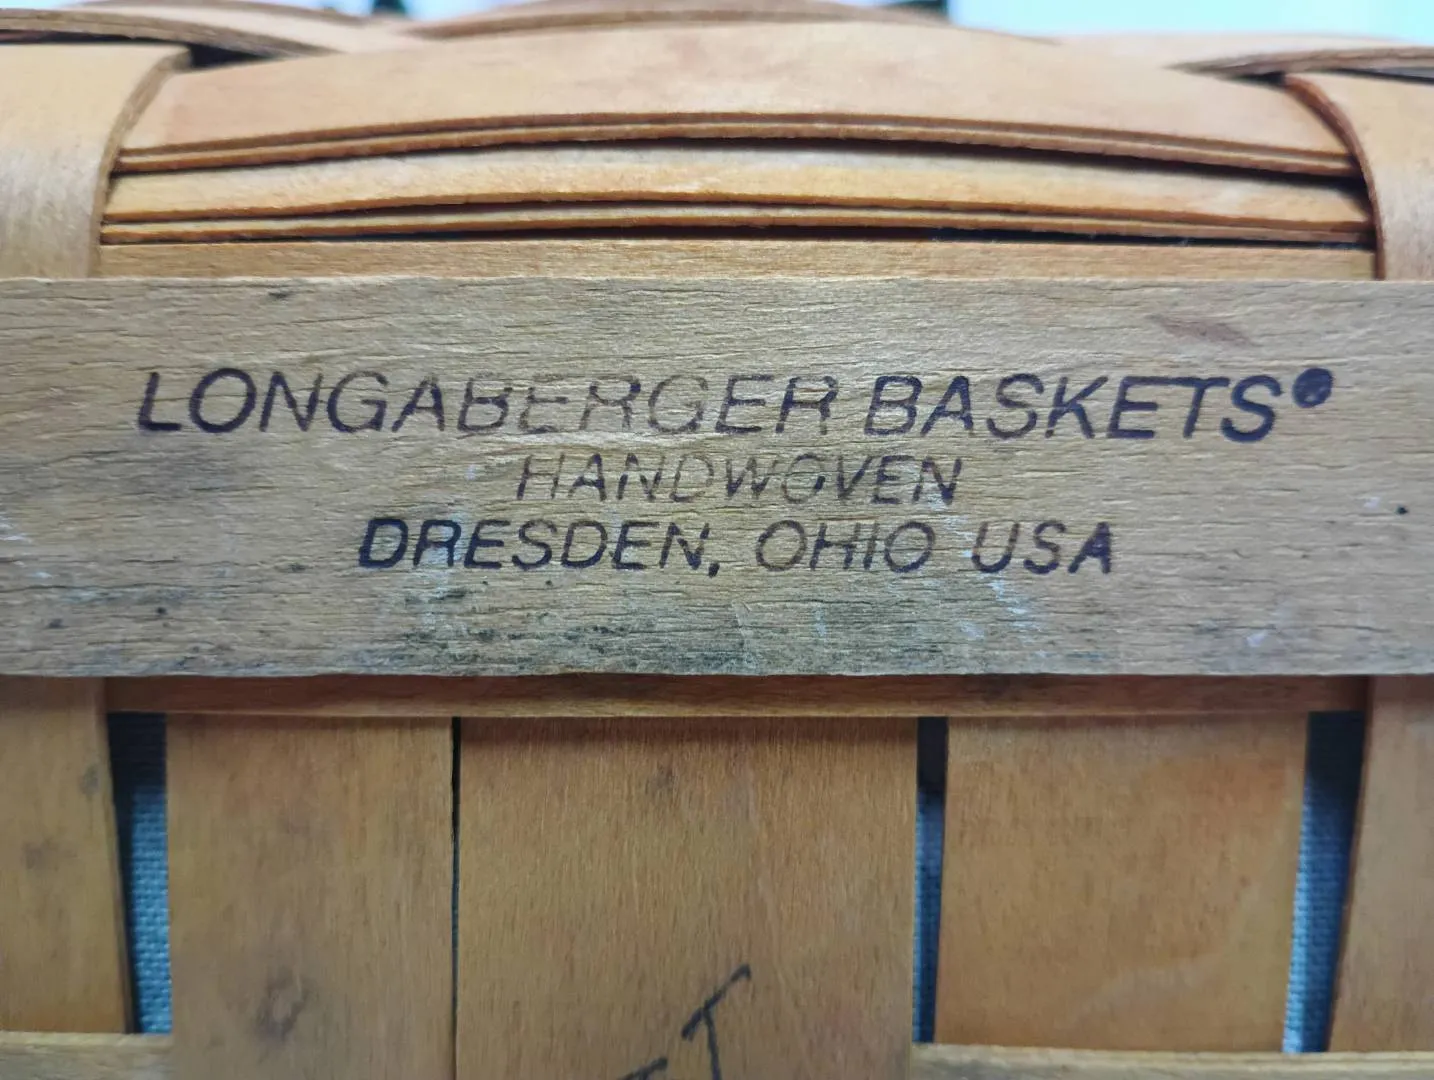 LONGABERGER BASKETS®
HANDWOVEN
DRESDEN, OHIO USA